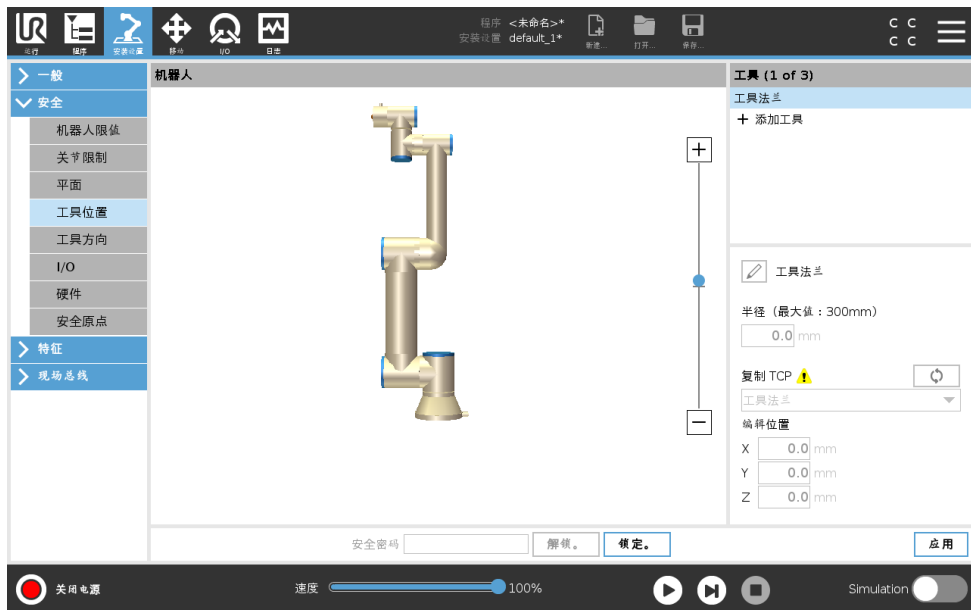 程序 <未命名>*
安装设置 default_1*
运行
程序
安装设置
移动
I/O
日志
新建...
打开...
保存...
C C
C C
一般
安全
机器人限值
关节限制
平面
工具位置
工具方向
I/O
硬件
安全原点
特征
现场总线
机器人
工具 (1 of 3)
工具法兰
添加工具
工具法兰
半径（最大值：300mm）
0.0 mm
复制 TCP
工具法兰
编辑位置
X 0.0 mm
Y 0.0 mm
Z 0.0 mm
安全密码 解锁。 锁定。 应用
关闭电源
速度 100%
Simulation